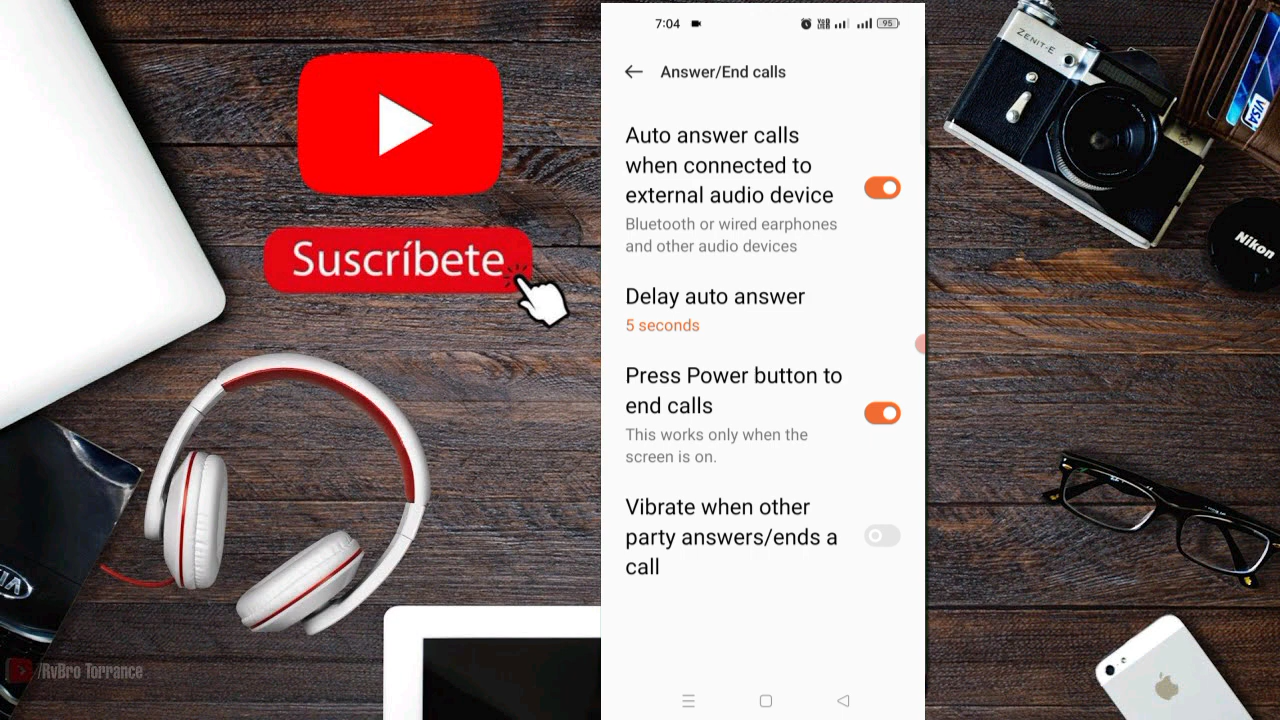 7:04
95
Answer/End calls
Auto answer calls
when connected to
external audio device
Bluetooth or wired earphones
and other audio devices
Delay auto answer
5 seconds
Press Power button to
end calls
This works only when the
screen is on.
Vibrate when other
party answers/ends a
call
Suscríbete
/RvBro Torrance
ZENIT-E
VISA
Nikon
KIA